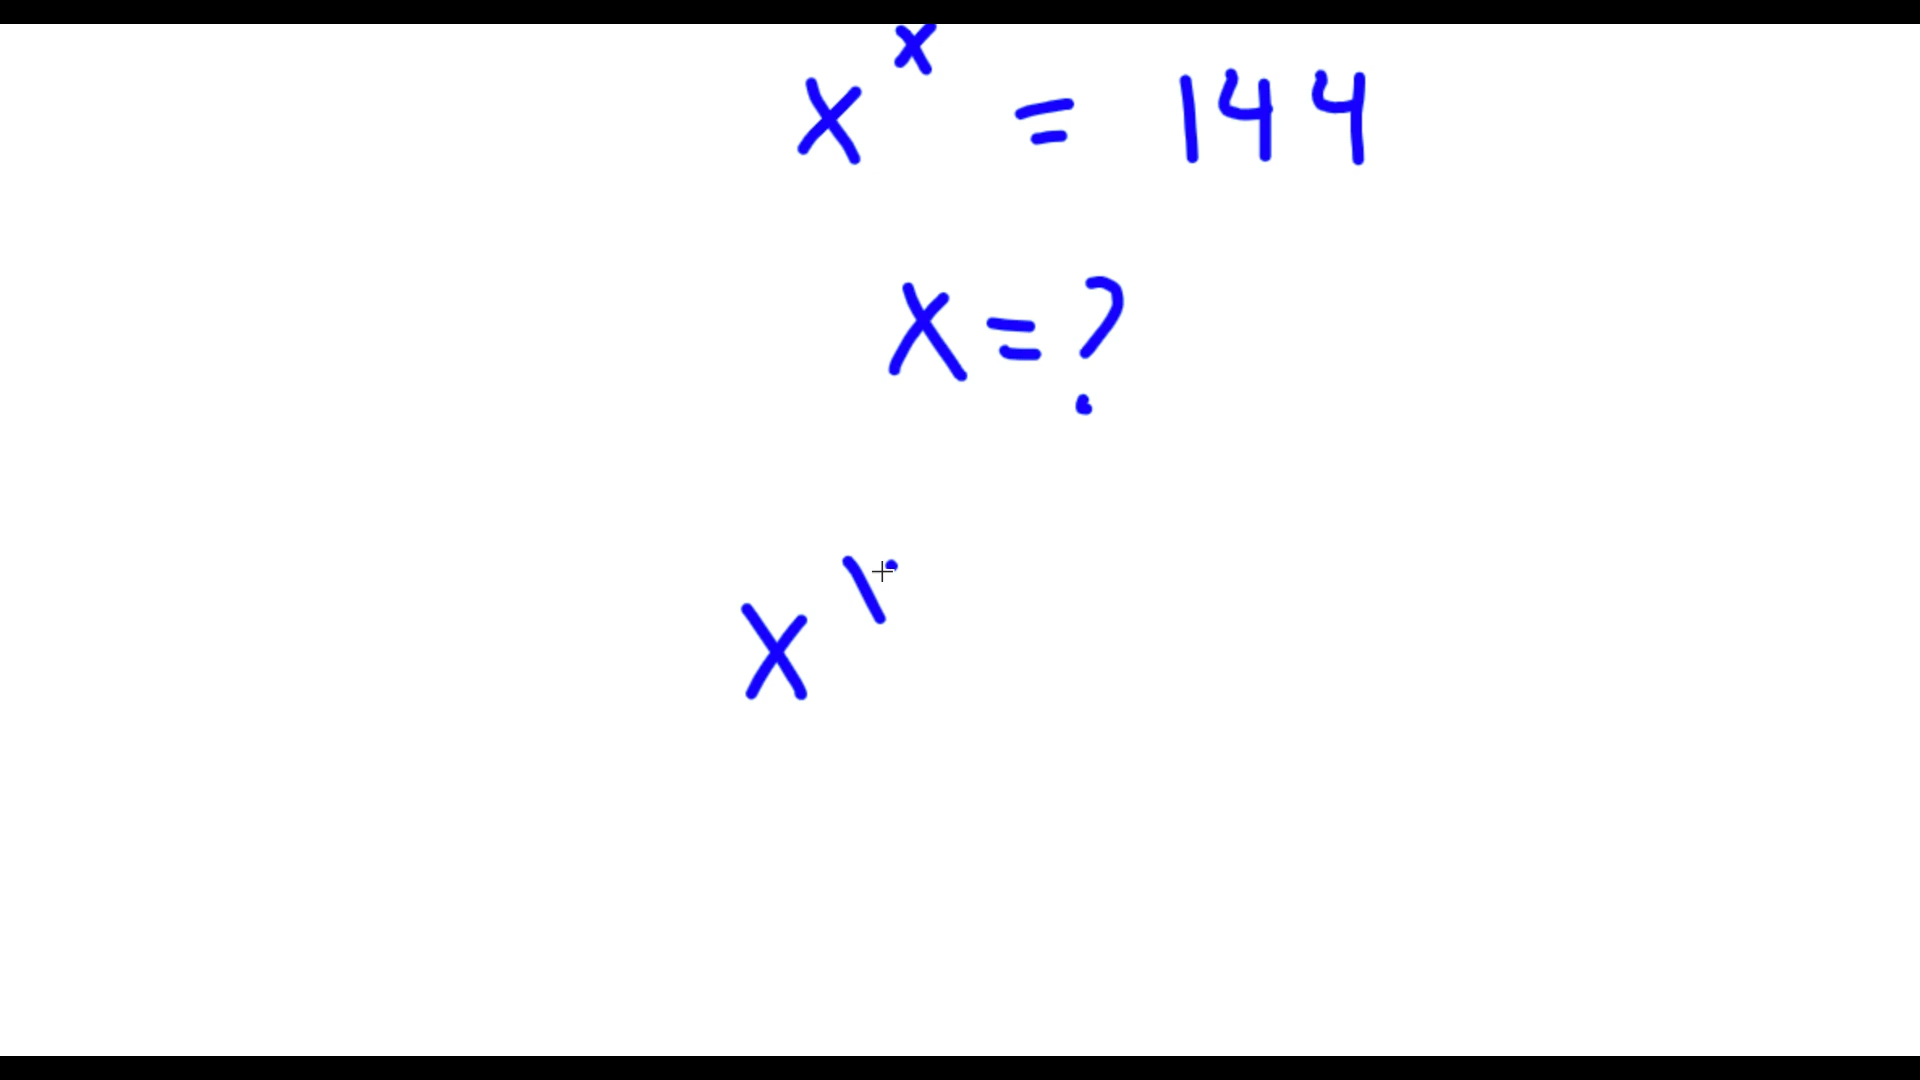 x^x = 144
x = ?
x